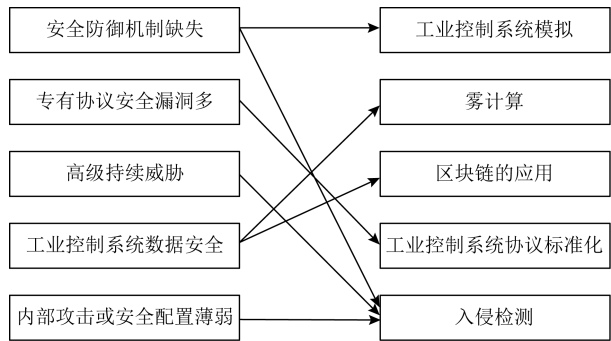 安全防御机制缺失
工业控制系统模拟
专有协议安全漏洞多
雾计算
高级持续威胁
区块链的应用
工业控制系统数据安全
工业控制系统协议标准化
内部攻击或安全配置薄弱
入侵检测